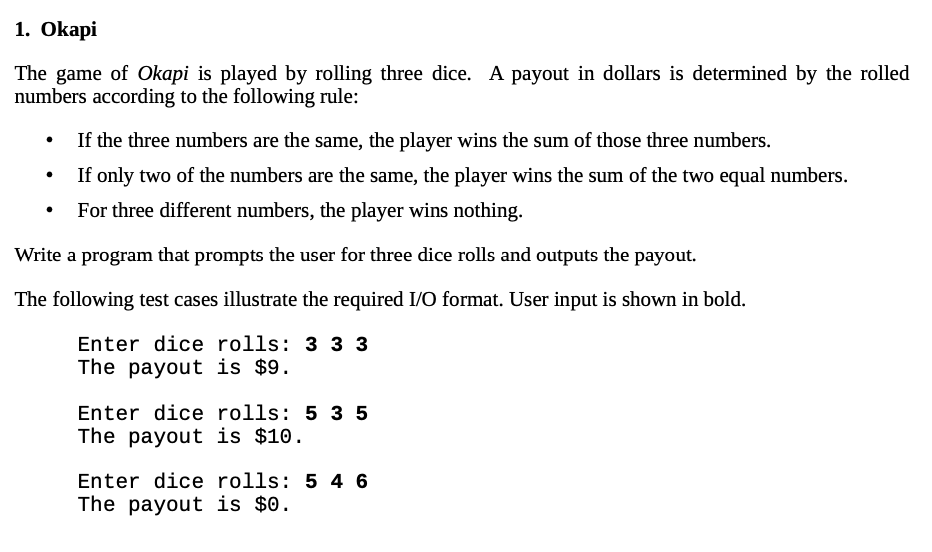 1. Okapi
The game of Okapi is played by rolling three dice. A payout in dollars is determined by the rolled
numbers according to the following rule:
• If the three numbers are the same, the player wins the sum of those three numbers.
• If only two of the numbers are the same, the player wins the sum of the two equal numbers.
• For three different numbers, the player wins nothing.
Write a program that prompts the user for three dice rolls and outputs the payout.
The following test cases illustrate the required I/O format. User input is shown in bold.
Enter dice rolls: 3 3 3
The payout is $9.
Enter dice rolls: 5 3 5
The payout is $10.
Enter dice rolls: 5 4 6
The payout is $0.